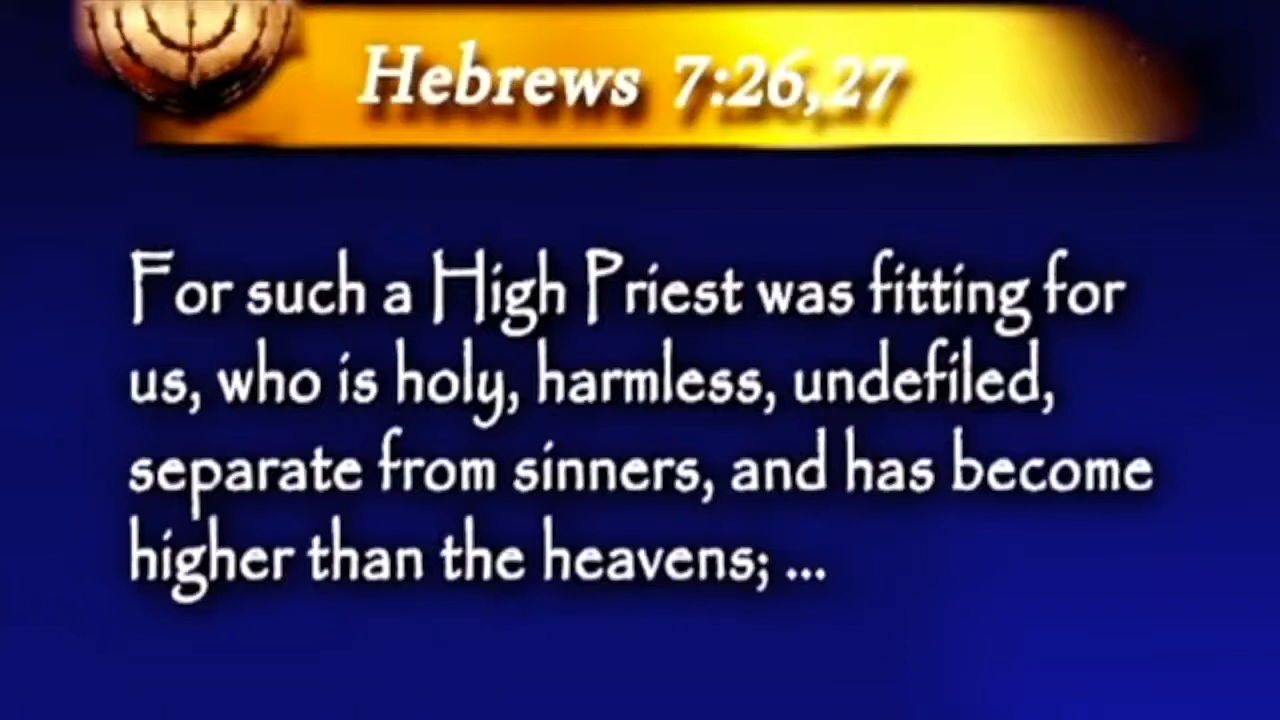 Hebrews 7:26,27
For such a High Priest was fitting for
us, who is holy, harmless, undefiled,
separate from sinners, and has become
higher than the heavens; ...